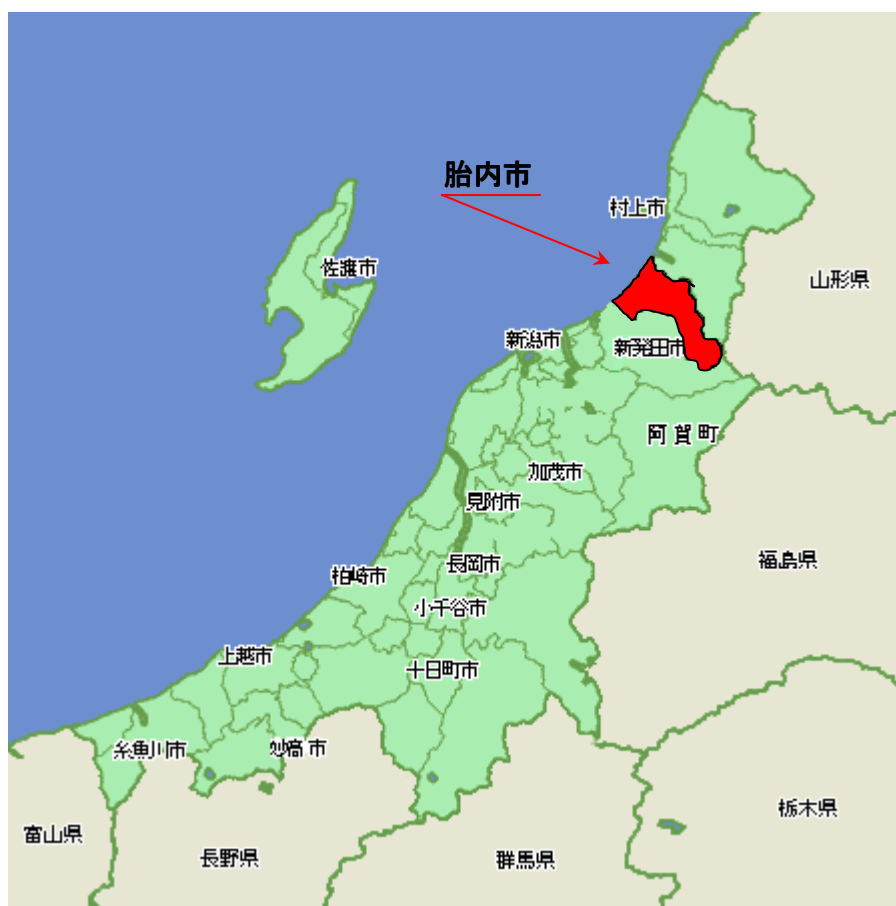 胎内市
村上市
佐渡市
山形県
新潟市
新発田市
阿賀町
加茂市
見附市
福島県
長岡市
柏崎市
小千谷市
上越市
十日町市
糸魚川市
妙高市
栃木県
富山県
長野県
群馬県